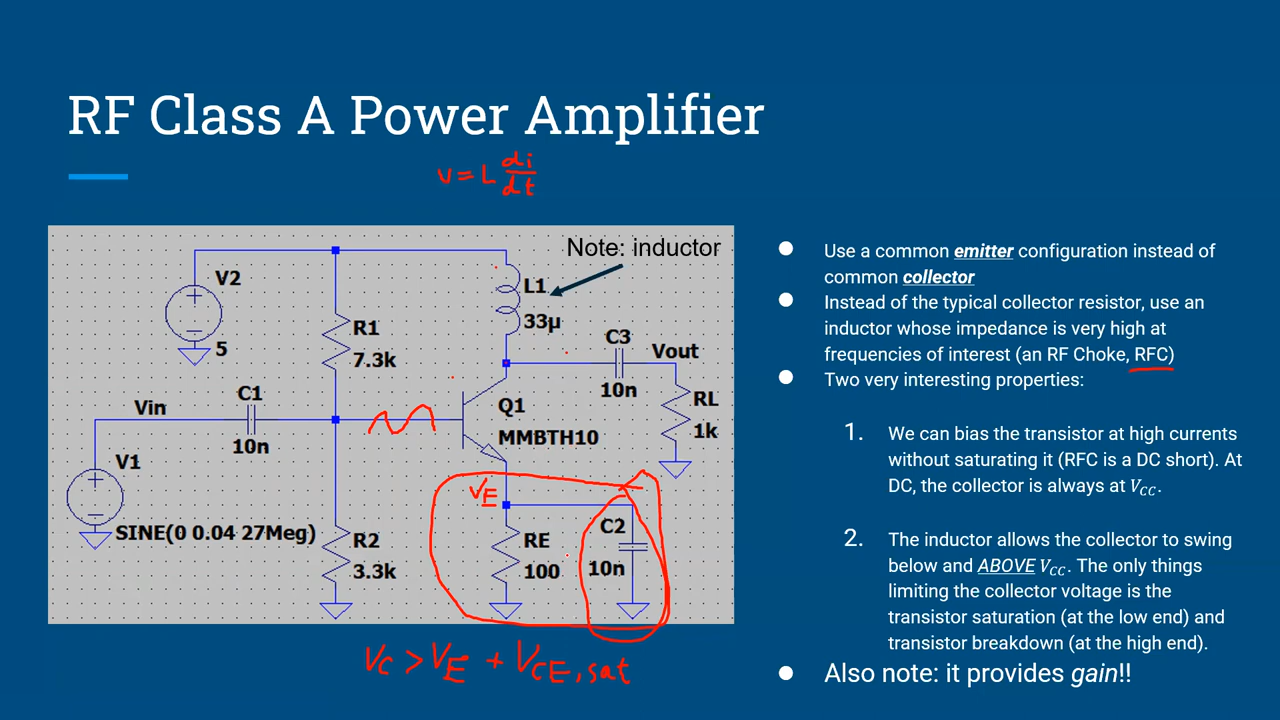 RF Class A Power Amplifier
v = L di/dt
Note: inductor
V2
5
L1
33µ
R1
7.3k
C3
10n
Vout
RL
1k
Vin
C1
10n
Q1
MMBTH10
V1
SINE(0 0.04 27Meg)
R2
3.3k
VE
RE
100
C2
10n
VC > VE + VCE,sat
● Use a common emitter configuration instead of
common collector
● Instead of the typical collector resistor, use an
inductor whose impedance is very high at
frequencies of interest (an RF Choke, RFC)
● Two very interesting properties:
1. We can bias the transistor at high currents
without saturating it (RFC is a DC short). At
DC, the collector is always at VCC.
2. The inductor allows the collector to swing
below and ABOVE VCC. The only things
limiting the collector voltage is the
transistor saturation (at the low end) and
transistor breakdown (at the high end).
● Also note: it provides gain!!